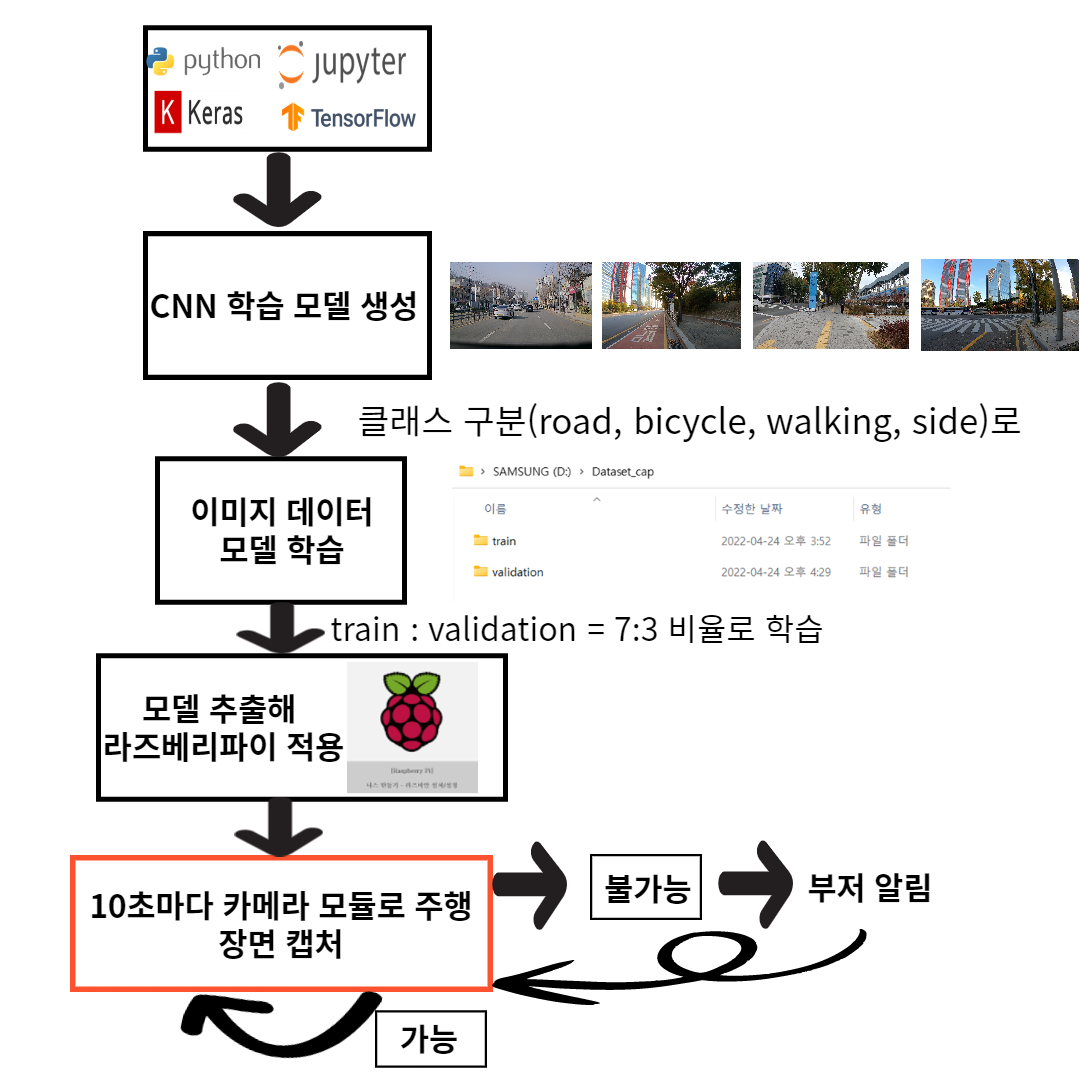 python
jupyter
Keras
TensorFlow
CNN 학습 모델 생성
클래스 구분(road, bicycle, walking, side)로
SAMSUNG (D:) > Dataset_cap
이름 수정한 날짜 유형
train 2022-04-24 오후 3:52 파일 폴더
validation 2022-04-24 오후 4:29 파일 폴더
이미지 데이터
모델 학습
train : validation = 7:3 비율로 학습
모델 추출해
라즈베리파이 적용
[Raspberry Pi]
10초마다 카메라 모듈로 주행
장면 캡처
불가능
부저 알림
가능